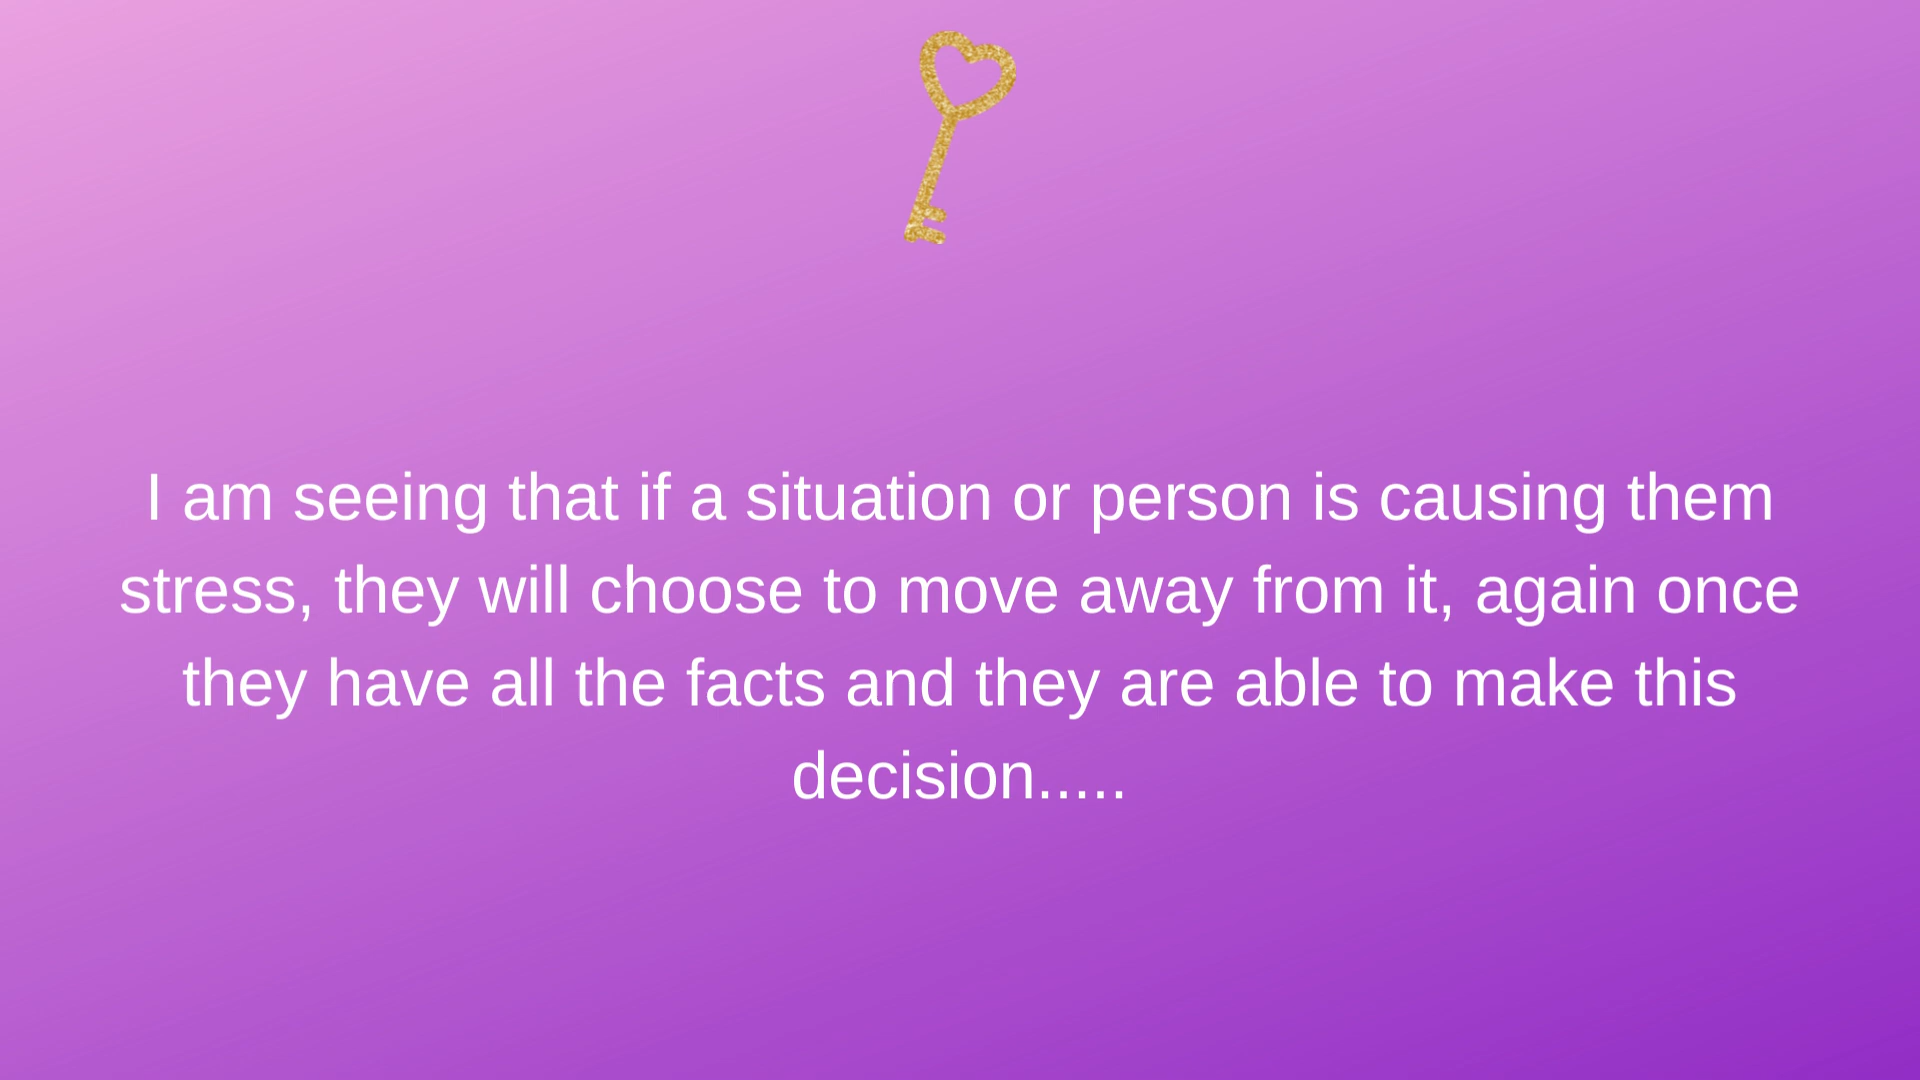 I am seeing that if a situation or person is causing them
stress, they will choose to move away from it, again once
they have all the facts and they are able to make this
decision.....